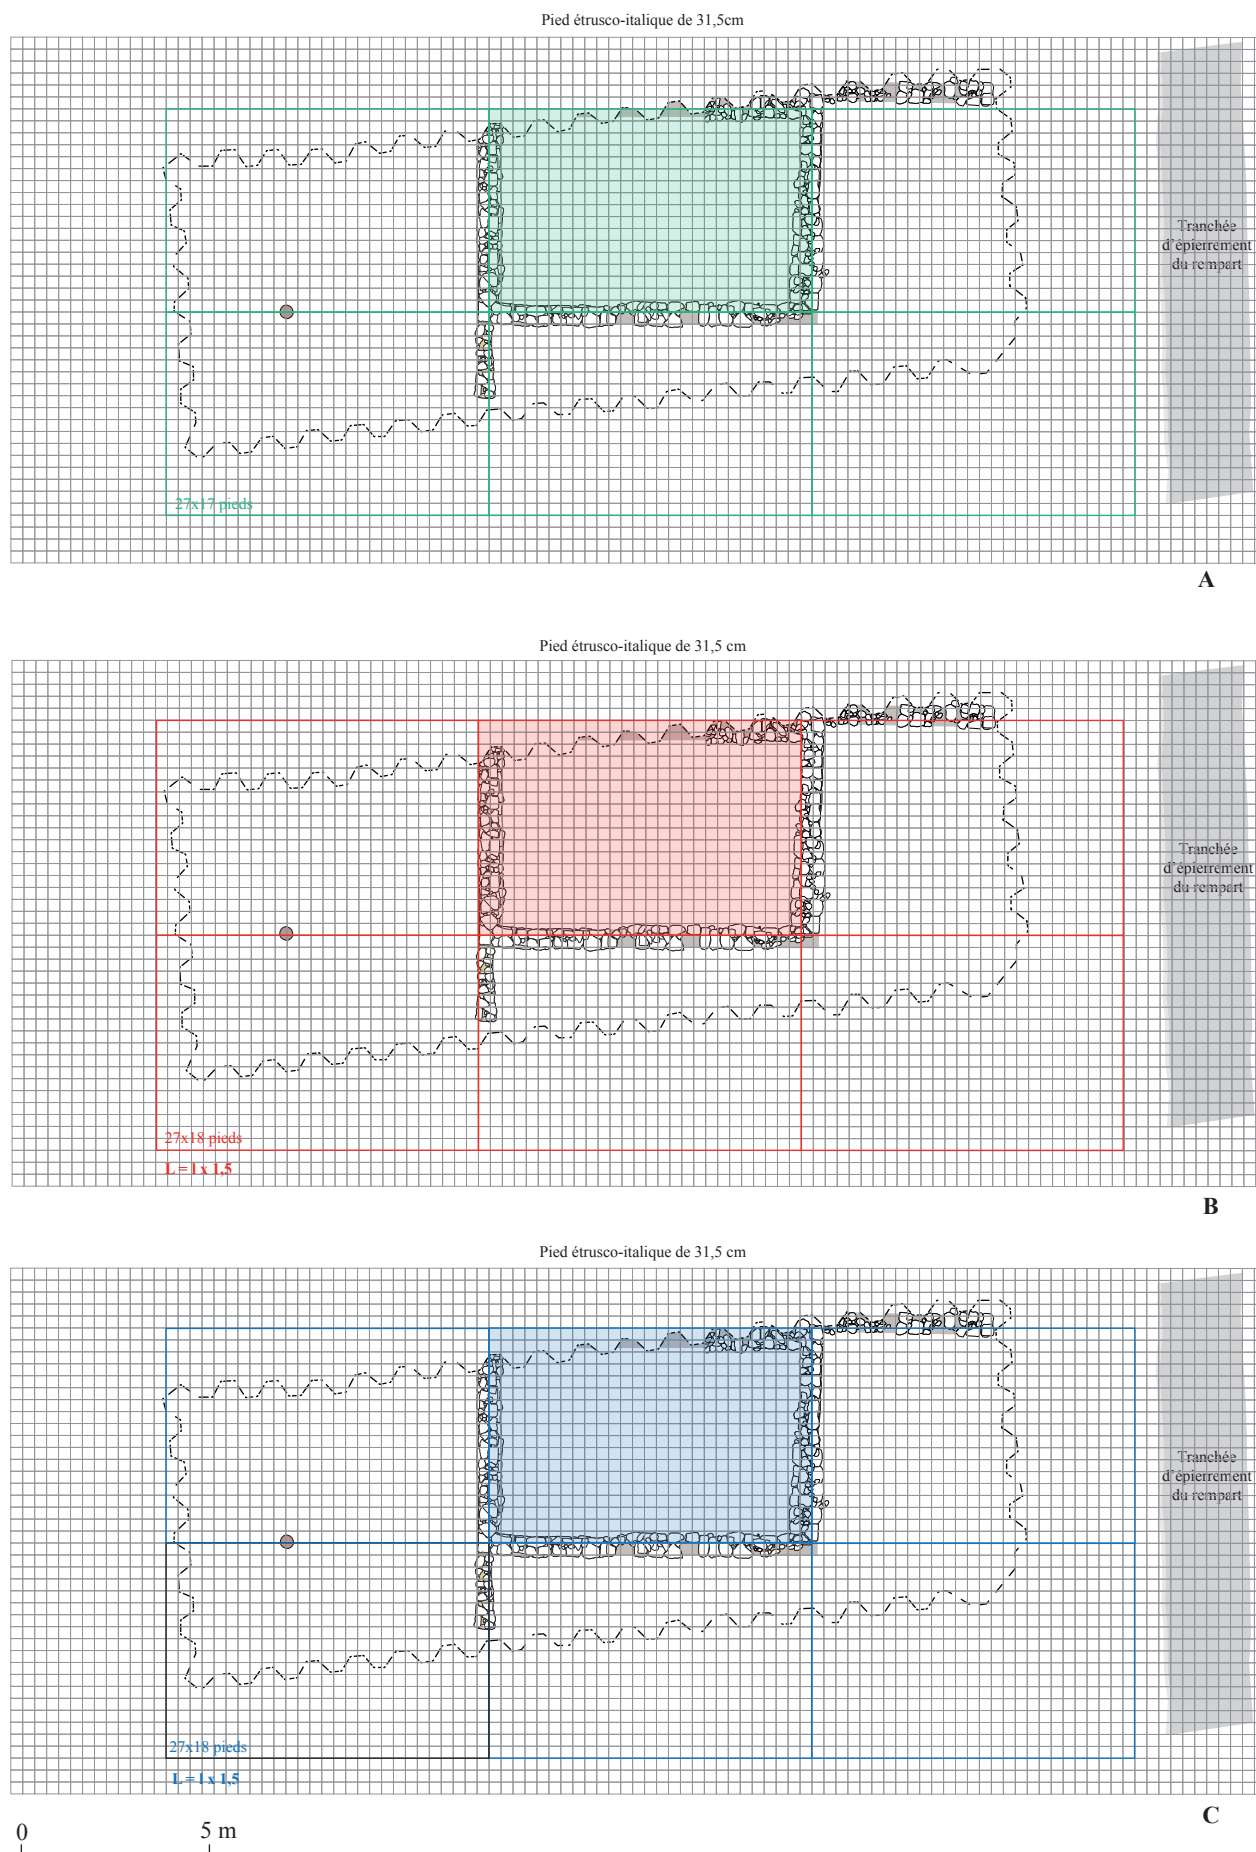 Pied étrusco-italique de 31,5cm
Tranchée
d'épierrement
du rempart
27x17 pieds
A
Pied étrusco-italique de 31,5 cm
Tranchée
d'épierrement
du rempart
27x18 pieds
L = l x 1,5
B
Pied étrusco-italique de 31,5 cm
Tranchée
d'épierrement
du rempart
27x18 pieds
L = l x 1,5
C
0 5 m